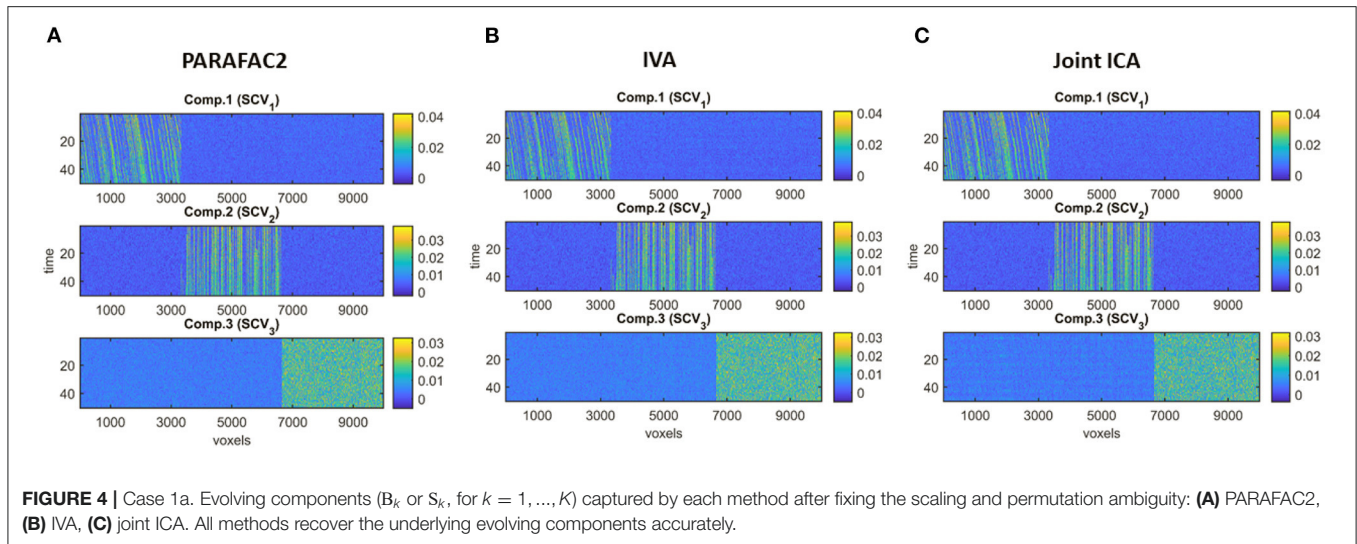 A
PARAFAC2
Comp.1 (SCV1)
20
40
0.04
0.02
0
1000 3000 5000 7000 9000
Comp.2 (SCV2)
time
20
40
0.03
0.02
0.01
0
1000 3000 5000 7000 9000
Comp.3 (SCV3)
20
40
0.03
0.02
0.01
0
1000 3000 5000 7000 9000
voxels
B
IVA
Comp.1 (SCV1)
20
40
0.04
0.02
0
1000 3000 5000 7000 9000
Comp.2 (SCV2)
20
40
0.03
0.02
0.01
0
1000 3000 5000 7000 9000
Comp.3 (SCV3)
20
40
0.03
0.02
0.01
0
1000 3000 5000 7000 9000
voxels
C
Joint ICA
Comp.1 (SCV1)
20
40
0.04
0.02
0
1000 3000 5000 7000 9000
Comp.2 (SCV2)
time
20
40
0.03
0.02
0.01
0
1000 3000 5000 7000 9000
Comp.3 (SCV3)
20
40
0.03
0.02
0.01
0
1000 3000 5000 7000 9000
voxels
FIGURE 4 | Case 1a. Evolving components (Bk or Sk, for k = 1, ..., K) captured by each method after fixing the scaling and permutation ambiguity: (A) PARAFAC2,
(B) IVA, (C) joint ICA. All methods recover the underlying evolving components accurately.